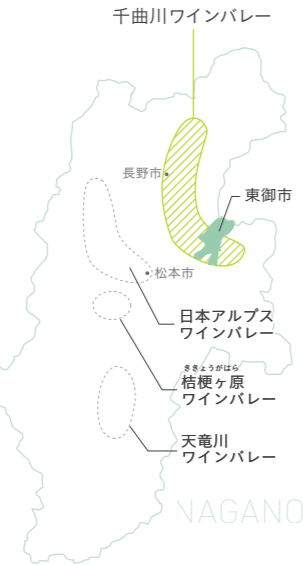 千曲川ワインバレー
長野市
東御市
松本市
日本アルプス
ワインバレー
ききょうがはら
桔梗ヶ原
ワインバレー
天竜川
ワインバレー
NAGANO